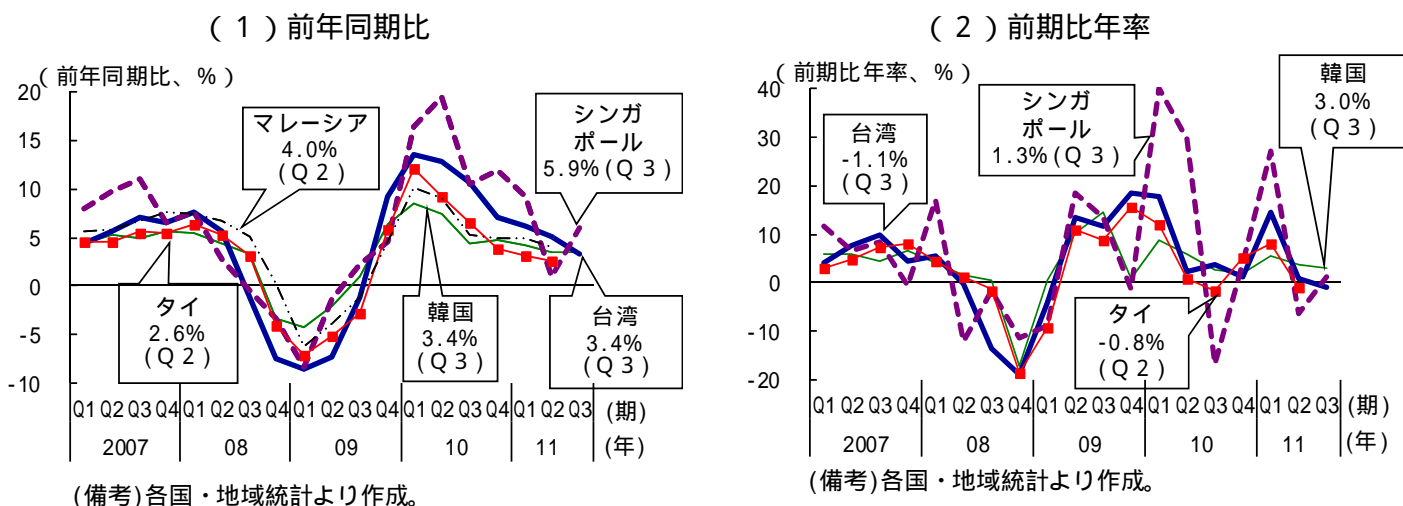 (1)前年同期比
(前年同期比、%)
20
15
10
5
0
-5
-10
マレーシア
4.0%
(Q2)
シンガ
ポール
5.9%(Q3)
タイ
2.6%
(Q2)
韓国
3.4%
(Q3)
台湾
3.4%
(Q3)
Q1 Q2 Q3 Q4 Q1 Q2 Q3 Q4 Q1 Q2 Q3 Q4 Q1 Q2 Q3 Q4 Q1 Q2 Q3 (期)
2007 08 09 10 11 (年)
(備考)各国・地域統計より作成。
(2)前期比年率
(前期比年率、%)
40
30
20
10
0
-10
-20
台湾
-1.1%
(Q3)
シンガ
ポール
1.3%(Q3)
韓国
3.0%
(Q3)
タイ
-0.8%
(Q2)
Q1 Q2 Q3 Q4 Q1 Q2 Q3 Q4 Q1 Q2 Q3 Q4 Q1 Q2 Q3 Q4 Q1 Q2 Q3 (期)
2007 08 09 10 11 (年)
(備考)各国・地域統計より作成。